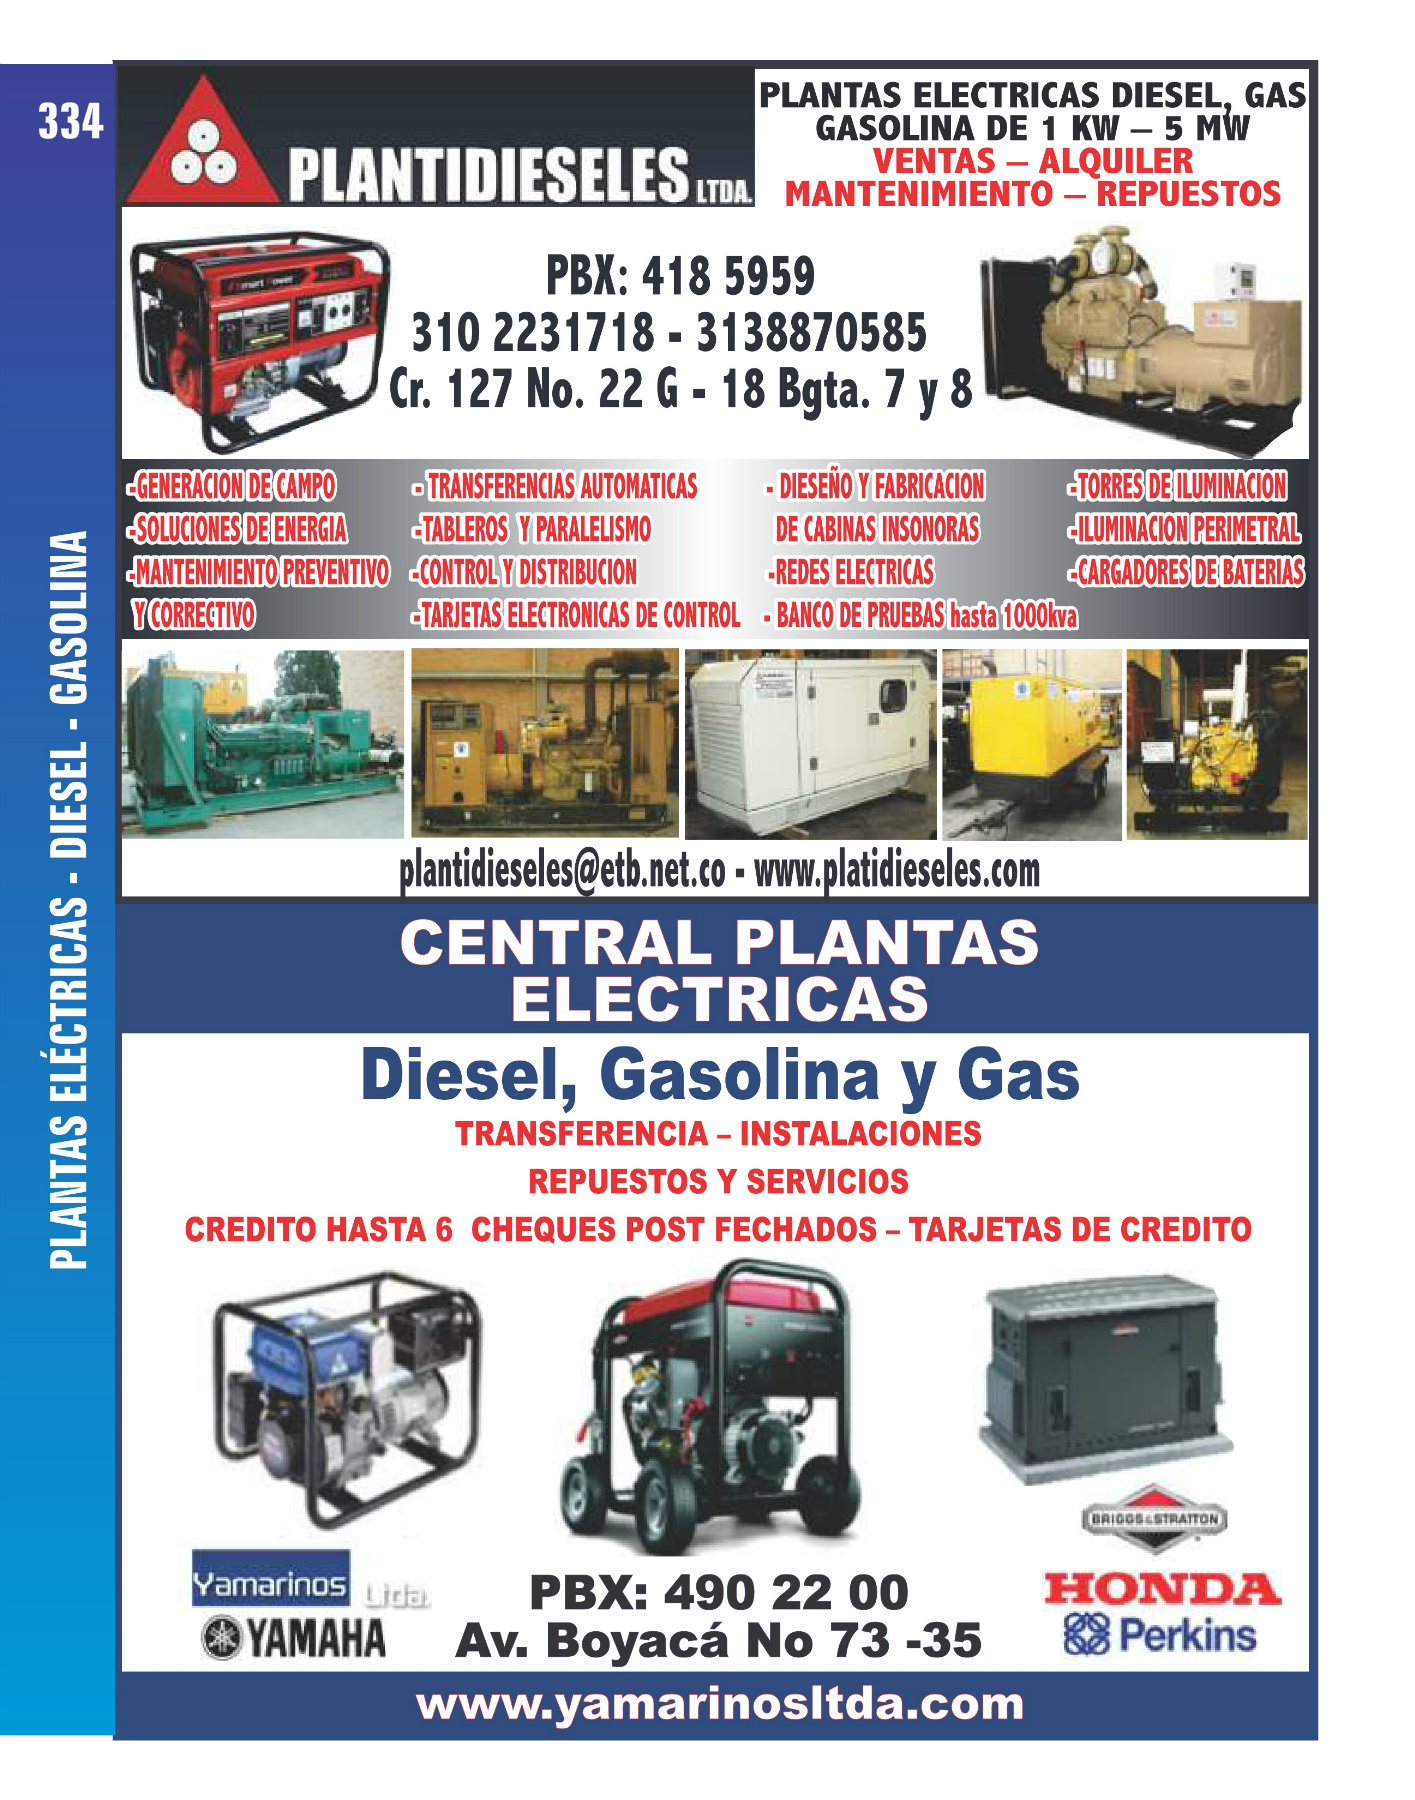 334
PLANTAS ELÉCTRICAS - DIESEL - GASOLINA
PLANTIDIESELES LTDA.
PLANTAS ELECTRICAS DIESEL, GAS
GASOLINA DE 1 KW – 5 MW
VENTAS – ALQUILER
MANTENIMIENTO – REPUESTOS
Smart Power
PBX: 418 5959
310 2231718 - 3138870585
Cr. 127 No. 22 G - 18 Bgta. 7 y 8
-GENERACION DE CAMPO
-SOLUCIONES DE ENERGIA
-MANTENIMIENTO PREVENTIVO
Y CORRECTIVO
- TRANSFERENCIAS AUTOMATICAS
-TABLEROS Y PARALELISMO
-CONTROL Y DISTRIBUCION
-TARJETAS ELECTRONICAS DE CONTROL
- DIESEÑO Y FABRICACION
DE CABINAS INSONORAS
-REDES ELECTRICAS
- BANCO DE PRUEBAS hasta 1000kva
-TORRES DE ILUMINACION
-ILUMINACION PERIMETRAL
-CARGADORES DE BATERIAS
plantidieseles@etb.net.co - www.platidieseles.com
CENTRAL PLANTAS
ELECTRICAS
Diesel, Gasolina y Gas
TRANSFERENCIA – INSTALACIONES
REPUESTOS Y SERVICIOS
CREDITO HASTA 6 CHEQUES POST FECHADOS – TARJETAS DE CREDITO
BRIGGS & STRATTON
Yamarinos Ltda.
YAMAHA
PBX: 490 22 00
Av. Boyacá No 73 -35
HONDA
Perkins
www.yamarinosltda.com